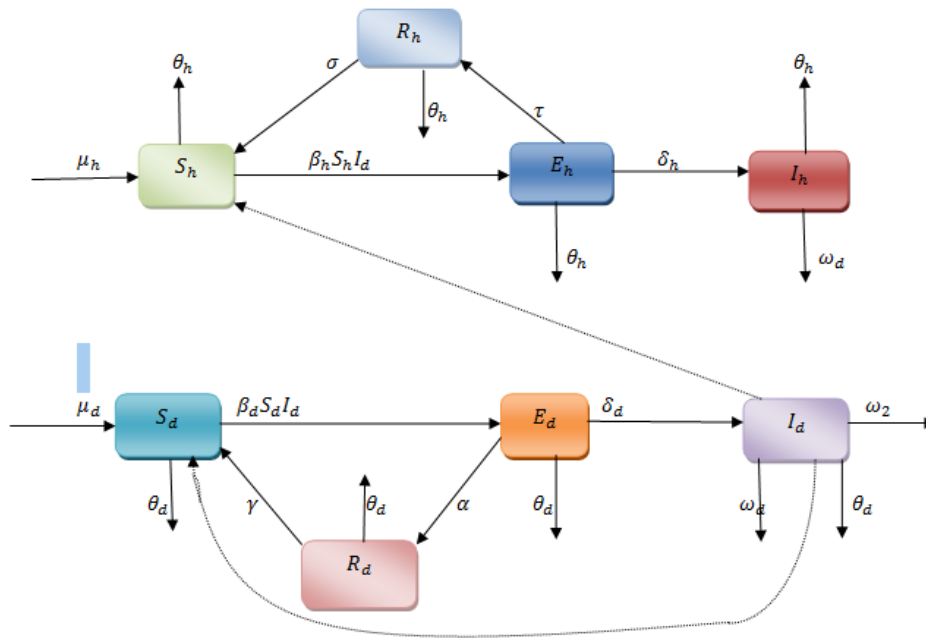 R_h
θ_h
σ
θ_h
θ_h
τ
μ_h
S_h
β_h S_h I_d
E_h
δ_h
I_h
θ_h
ω_d
μ_d
S_d
β_d S_d I_d
E_d
δ_d
I_d
ω_2
θ_d
γ
θ_d
α
θ_d
ω_d
θ_d
R_d